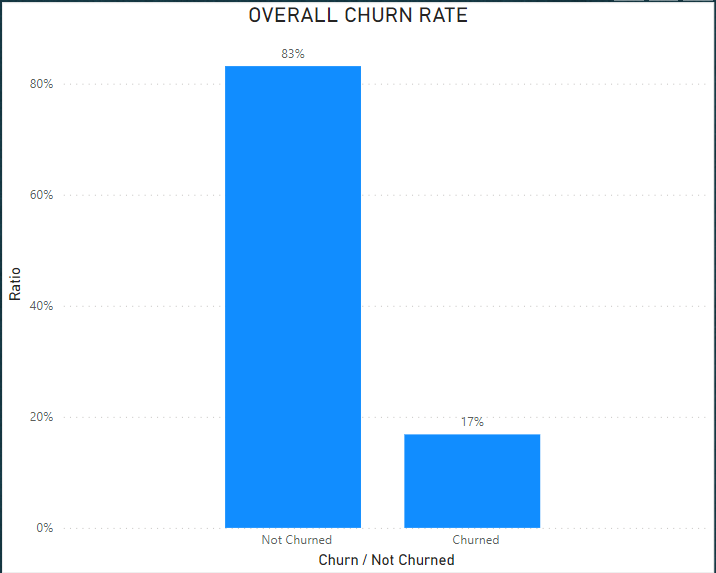 OVERALL CHURN RATE
83%
80%
60%
Ratio
40%
20%
17%
0%
Not Churned
Churned
Churn / Not Churned